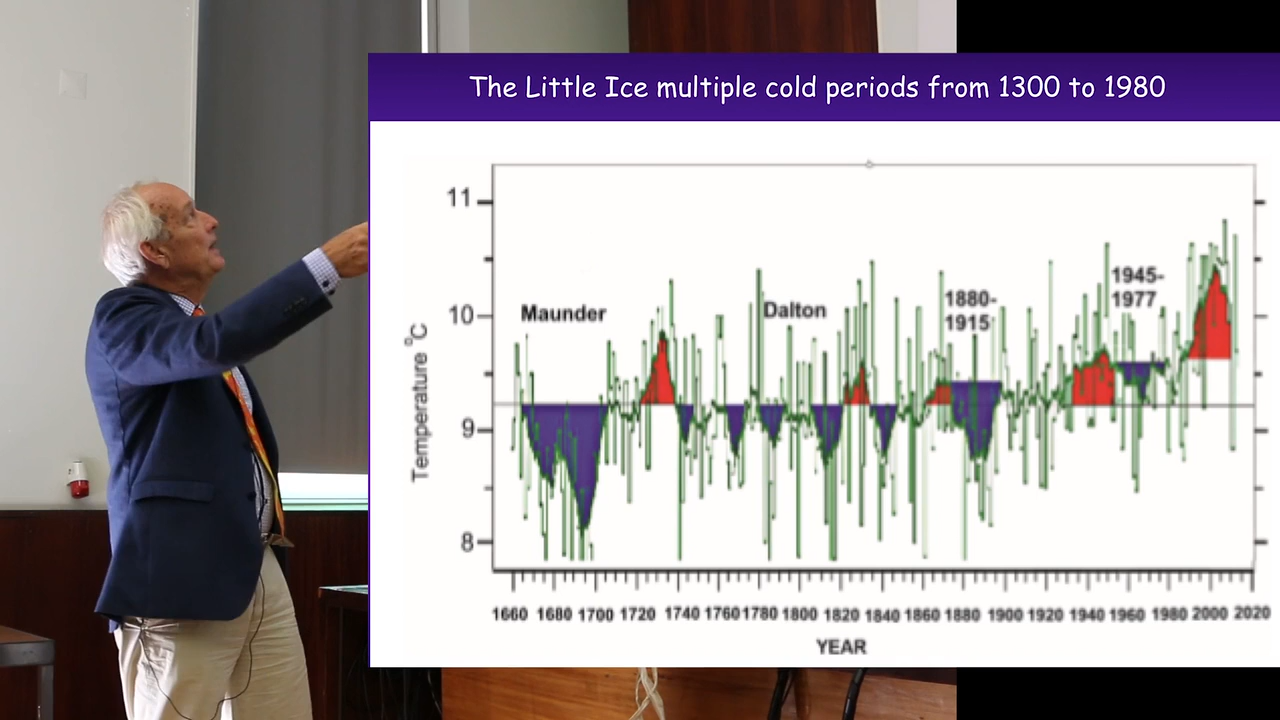 The Little Ice multiple cold periods from 1300 to 1980
11
10
9
8
Temperature °C
Maunder
Dalton
1880-
1915
1945-
1977
1660 1680 1700 1720 1740 1760 1780 1800 1820 1840 1860 1880 1900 1920 1940 1960 1980 2000 2020
YEAR